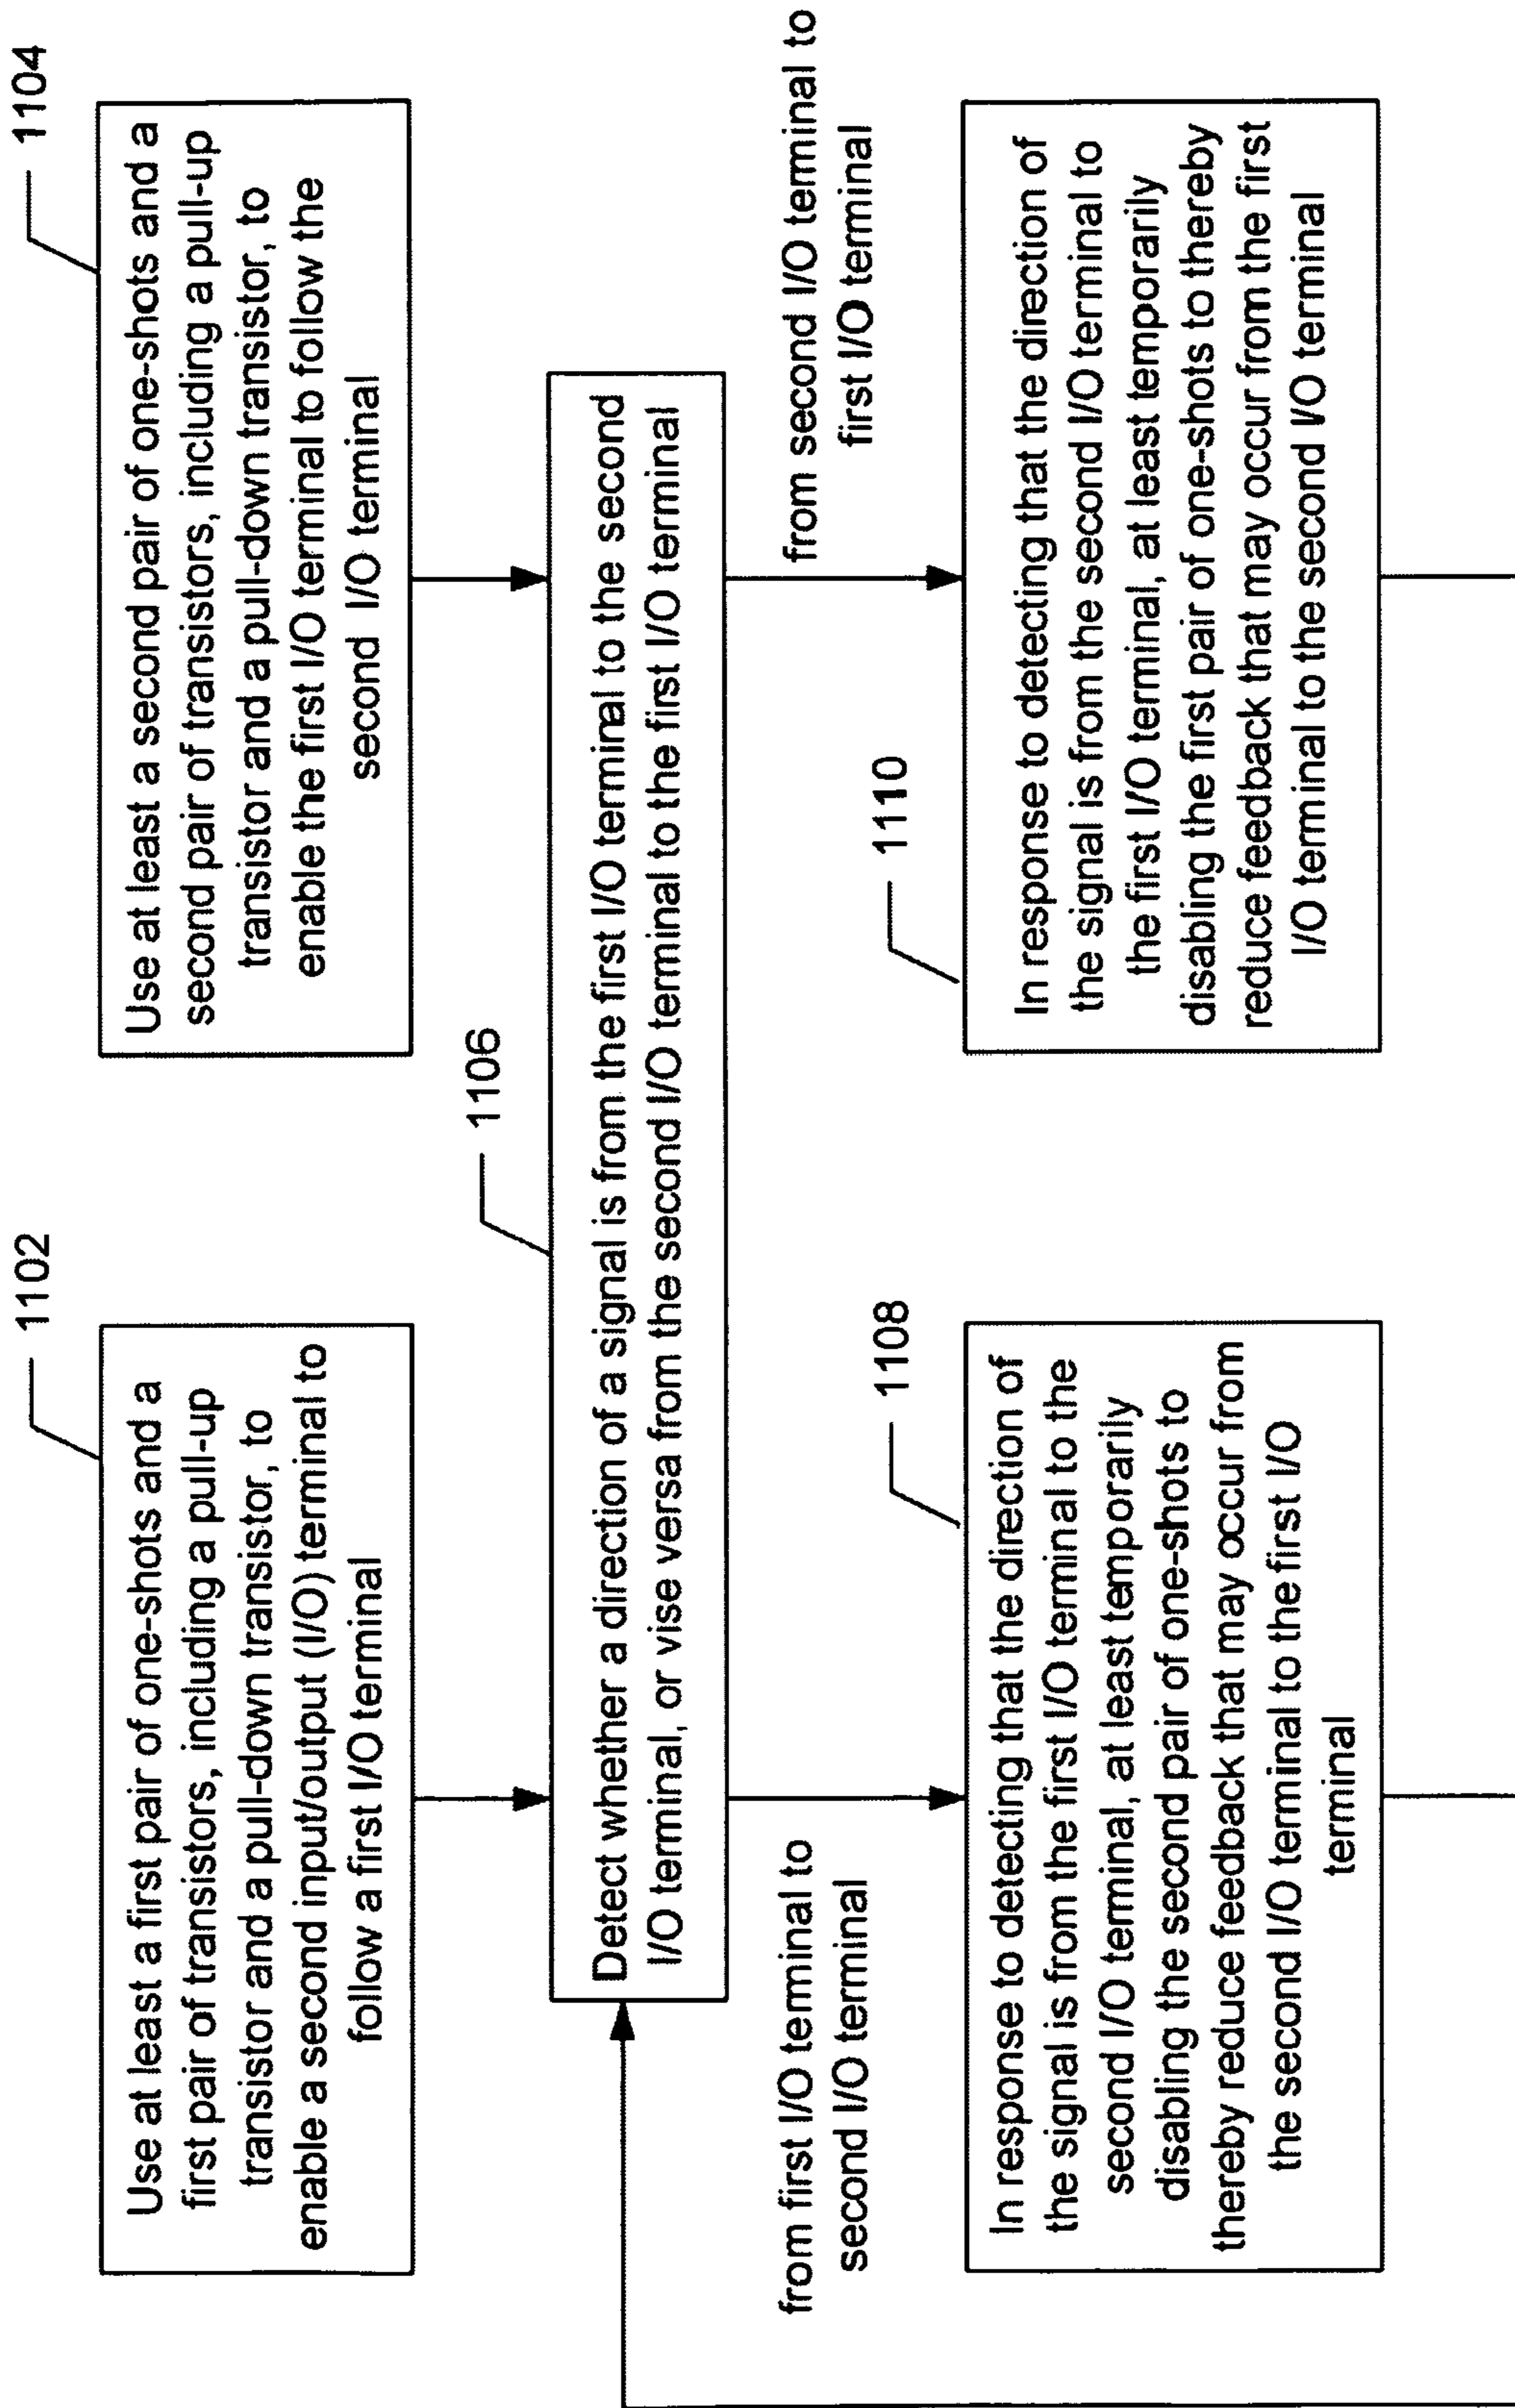 1102
Use at least a first pair of one-shots and a
first pair of transistors, including a pull-up
transistor and a pull-down transistor, to
enable a second input/output (I/O) terminal to
follow a first I/O terminal
1104
Use at least a second pair of one-shots and a
second pair of transistors, including a pull-up
transistor and a pull-down transistor, to
enable the first I/O terminal to follow the
second I/O terminal
1106
Detect whether a direction of a signal is from the first I/O terminal to the second
I/O terminal, or vise versa from the second I/O terminal to the first I/O terminal
from first I/O terminal to
second I/O terminal
from second I/O terminal to
first I/O terminal
1108
In response to detecting that the direction of
the signal is from the first I/O terminal to the
second I/O terminal, at least temporarily
disabling the second pair of one-shots to
thereby reduce feedback that may occur from
the second I/O terminal to the first I/O
terminal
1110
In response to detecting that the direction of
the signal is from the second I/O terminal to
the first I/O terminal, at least temporarily
disabling the first pair of one-shots to thereby
reduce feedback that may occur from the first
I/O terminal to the second I/O terminal